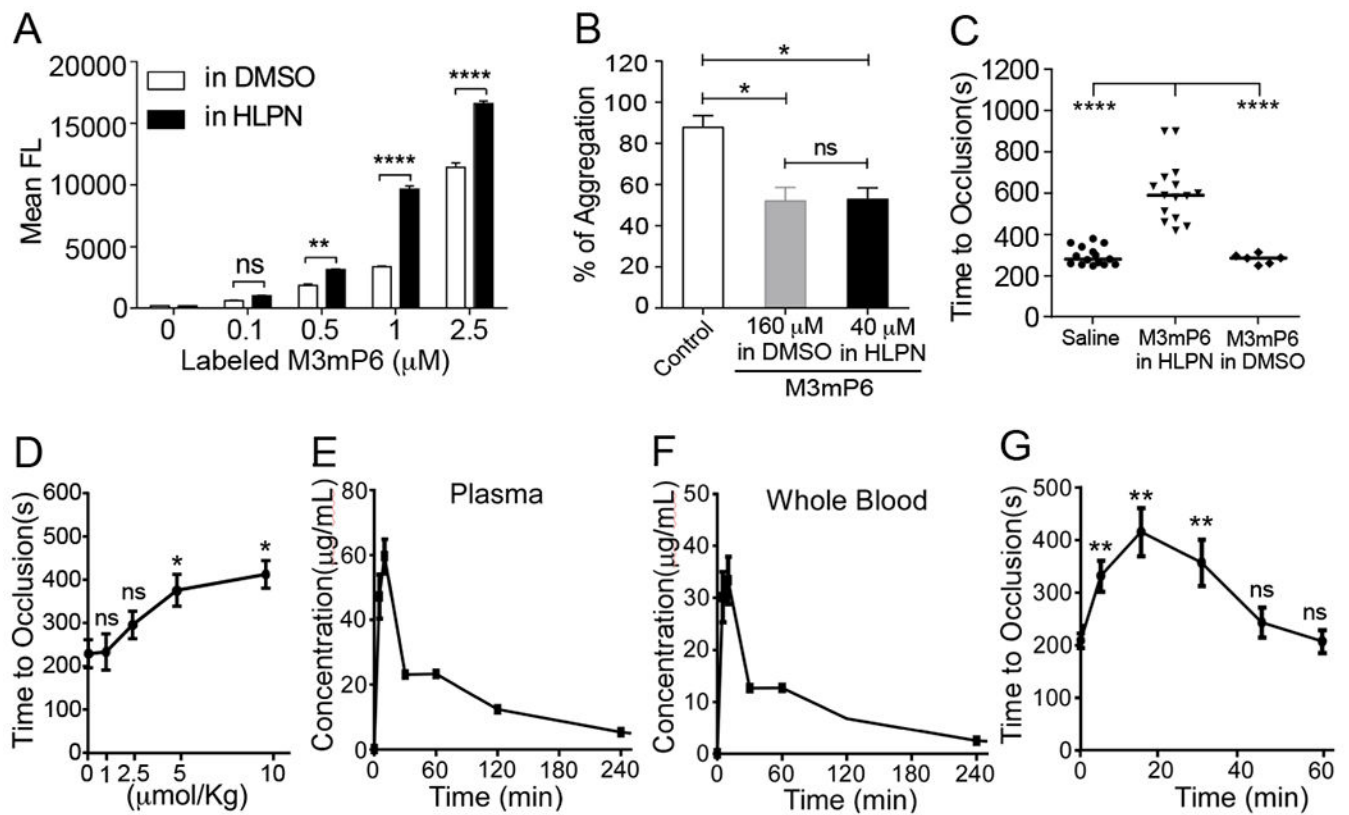 A
Mean FL
20000
15000
10000
5000
0
in DMSO
in HLPN
ns
**
****
****
0 0.1 0.5 1 2.5
Labeled M3mP6 (μM)
B
% of Aggregation
120
100
80
60
40
20
0
*
*
ns
Control
160 μM
in DMSO
40 μM
in HLPN
M3mP6
C
Time to Occlusion(s)
1200
1000
800
600
400
200
0
**** ****
Saline
M3mP6
in HLPN
M3mP6
in DMSO
D
Time to Occlusion(s)
600
500
400
300
200
100
0
ns
ns
*
*
0 1 2.5 5 10
(μmol/Kg)
E
Plasma
Concentration(μg/mL)
80
60
40
20
0
0 60 120 180 240
Time (min)
F
Whole Blood
Concentration(μg/mL)
50
40
30
20
10
0
0 60 120 180 240
Time (min)
G
Time to Occlusion(s)
500
400
300
200
100
0
**
**
**
ns
ns
0 20 40 60
Time (min)